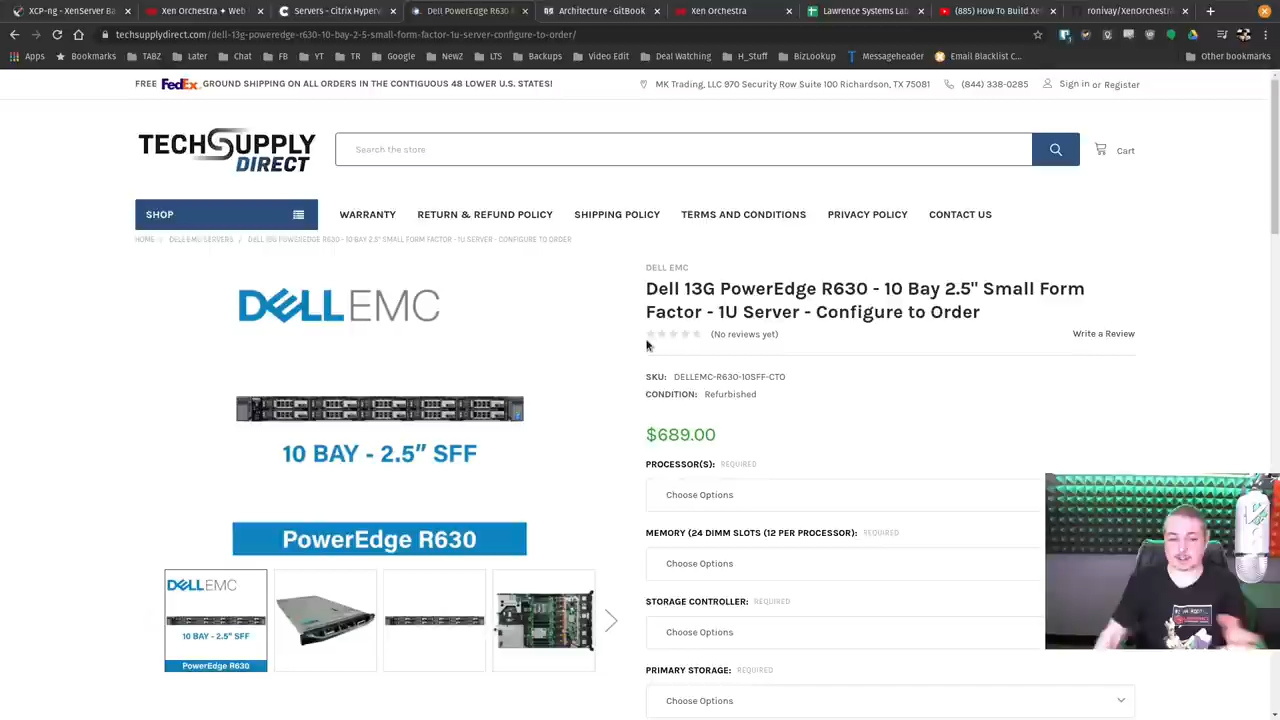 XCP-ng - XenServer Ba
Xen Orchestra • Web
Servers - Citrix Hyperv
Dell PowerEdge R630
Architecture - GitBook
Xen Orchestra
Lawrence Systems Lab
(885) How To Build Xe
ronivay/XenOrchestra
techsupplydirect.com/dell-13g-poweredge-r630-10-bay-2-5-small-form-factor-1u-server-configure-to-order/
Apps
Bookmarks
TABZ
Later
Chat
FB
YT
TR
Google
NewZ
LTS
Backups
Video Edit
Deal Watching
H_Stuff
BizLookup
Messageheader
Email Blacklist C...
Other bookmarks
FREE FedEx GROUND SHIPPING ON ALL ORDERS IN THE CONTIGUOUS 48 LOWER U.S. STATES!
MK Trading, LLC 970 Security Row Suite 100 Richardson, TX 75081
(844) 338-0285
Sign in or Register
TECHSUPPLY
DIRECT
Search the store
Cart
SHOP
WARRANTY
RETURN & REFUND POLICY
SHIPPING POLICY
TERMS AND CONDITIONS
PRIVACY POLICY
CONTACT US
HOME / DELL EMC SERVERS / DELL 13G POWEREDGE R630 - 10 BAY 2.5" SMALL FORM FACTOR - 1U SERVER - CONFIGURE TO ORDER
DELL EMC
10 BAY - 2.5″ SFF
PowerEdge R630
DELL EMC
10 BAY - 2.5″ SFF
PowerEdge R630
DELL EMC
Dell 13G PowerEdge R630 - 10 Bay 2.5" Small Form
Factor - 1U Server - Configure to Order
(No reviews yet)
Write a Review
SKU: DELLEMC-R630-10SFF-CTO
CONDITION: Refurbished
$689.00
PROCESSOR(S): REQUIRED
Choose Options
MEMORY (24 DIMM SLOTS (12 PER PROCESSOR): REQUIRED
Choose Options
STORAGE CONTROLLER: REQUIRED
Choose Options
PRIMARY STORAGE: REQUIRED
Choose Options